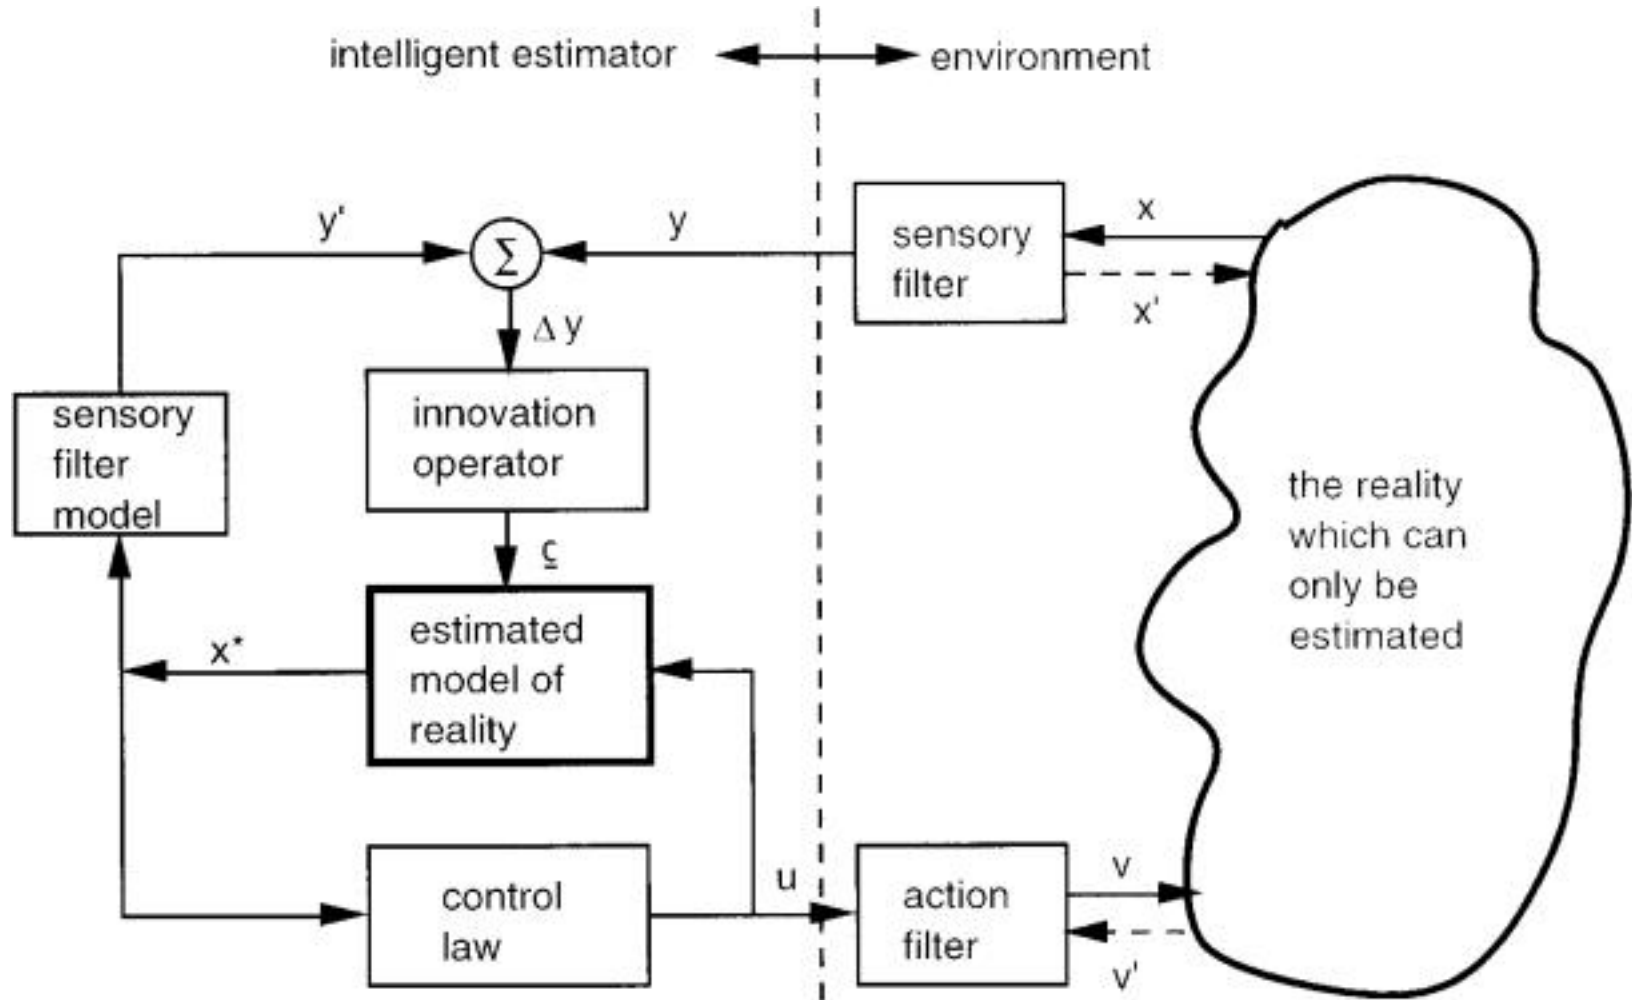 intelligent estimator
environment
y'
Σ
y
sensory
filter
x
x'
Δy
sensory
filter
model
innovation
operator
ς
the reality
which can
only be
estimated
x*
estimated
model of
reality
control
law
u
action
filter
v
v'